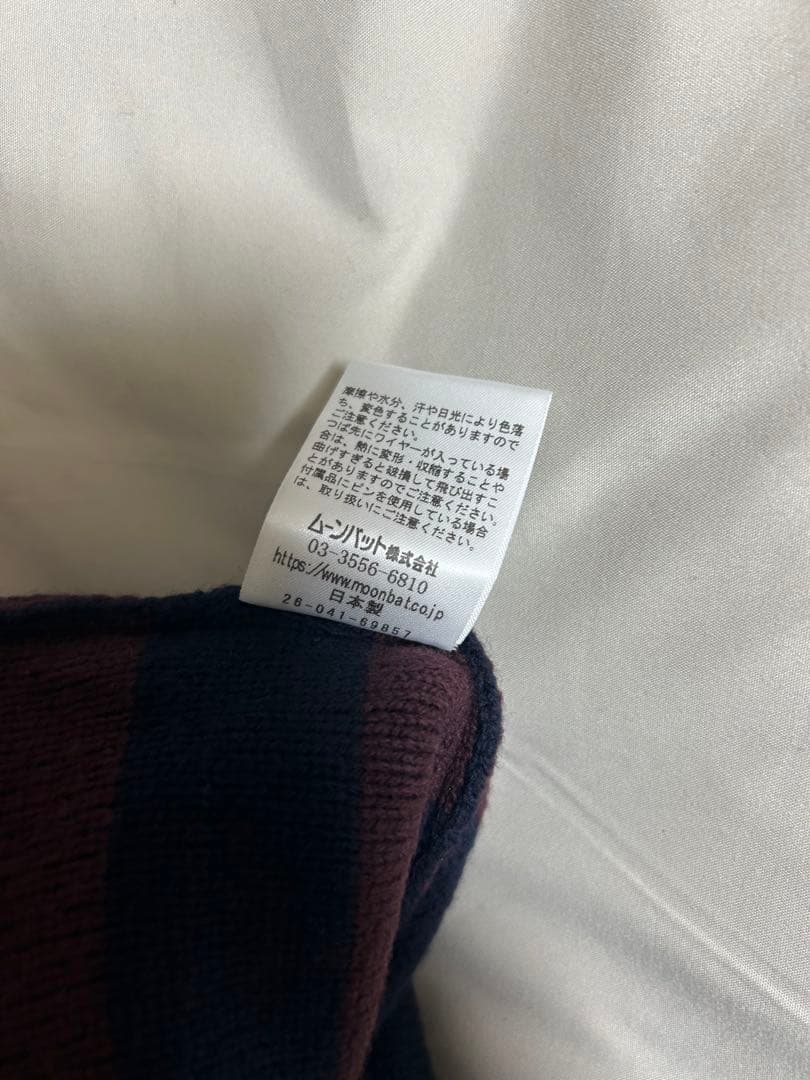 摩擦や水分、汗や日光により色落
ち、変色することがありますので
ご注意ください。
つば先にワイヤーが入っている場
合は、熱に変形・収縮することや
曲げすぎると破損して飛び出すこ
とがありますのでご注意ください。
付属品にピンを使用している場合
は、取り扱いにご注意ください。
ムーンバット株式会社
03-3556-6810
https://www.moonbat.co.jp
日本製
26-041-69857